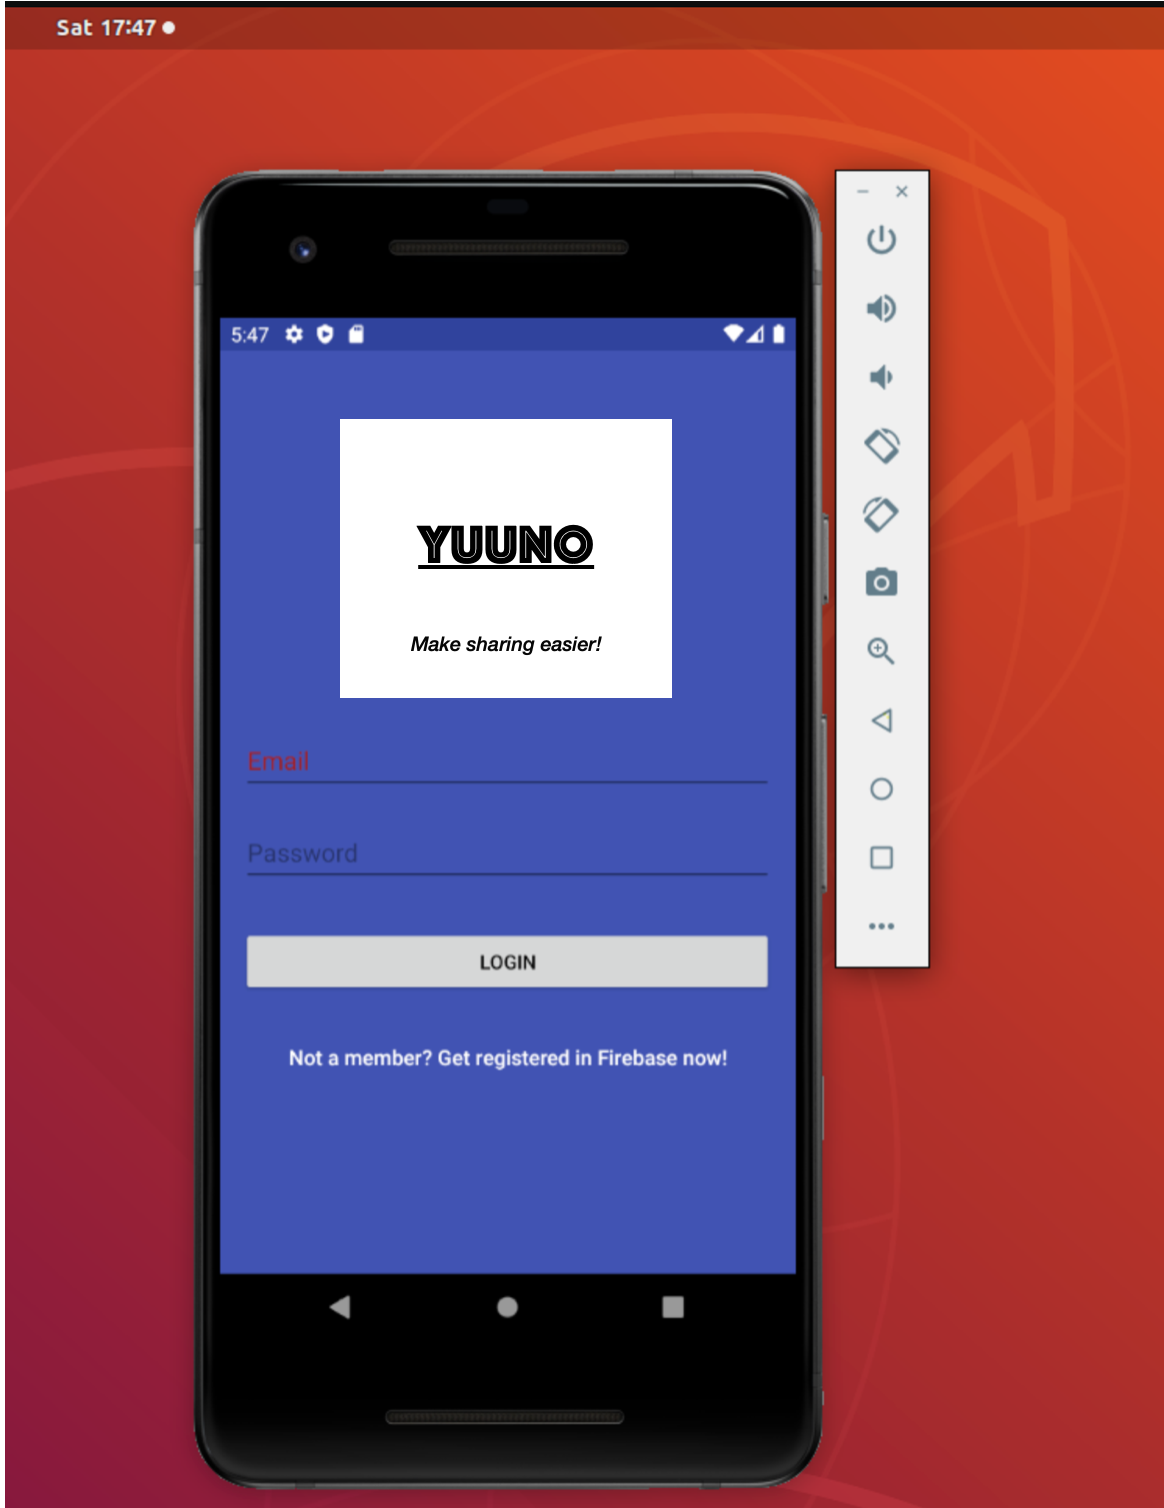 Sat 17:47
5:47
YUUNO
Make sharing easier!
Email
Password
LOGIN
Not a member? Get registered in Firebase now!